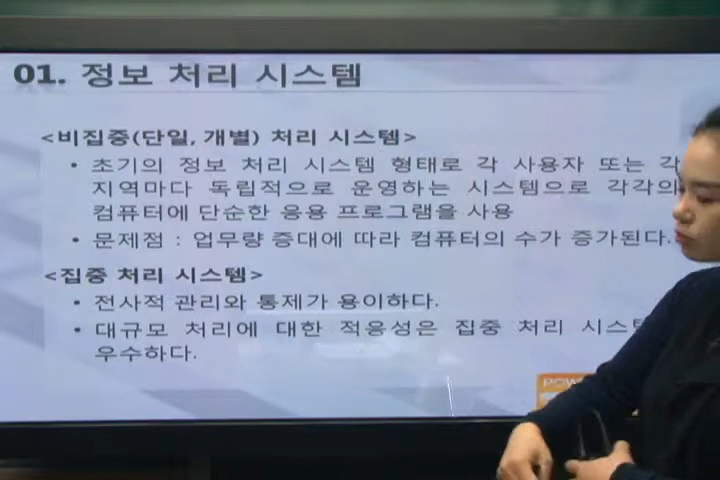 01. 정보 처리 시스템
<비집중(단일, 개별) 처리 시스템>
• 초기의 정보 처리 시스템 형태로 각 사용자 또는 각
지역마다 독립적으로 운영하는 시스템으로 각각의
컴퓨터에 단순한 응용 프로그램을 사용
• 문제점 : 업무량 증대에 따라 컴퓨터의 수가 증가된다.
<집중 처리 시스템>
• 전사적 관리와 통제가 용이하다.
• 대규모 처리에 대한 적응성은 집중 처리
우수하다.